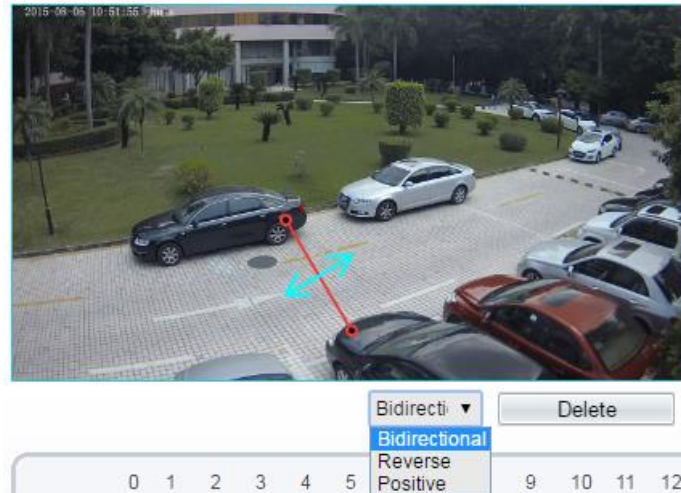 2015-08-06 10:51:55
Bidirecti ▼
Delete
Bidirectional
Reverse
Positive
0 1 2 3 4 5 9 10 11 12